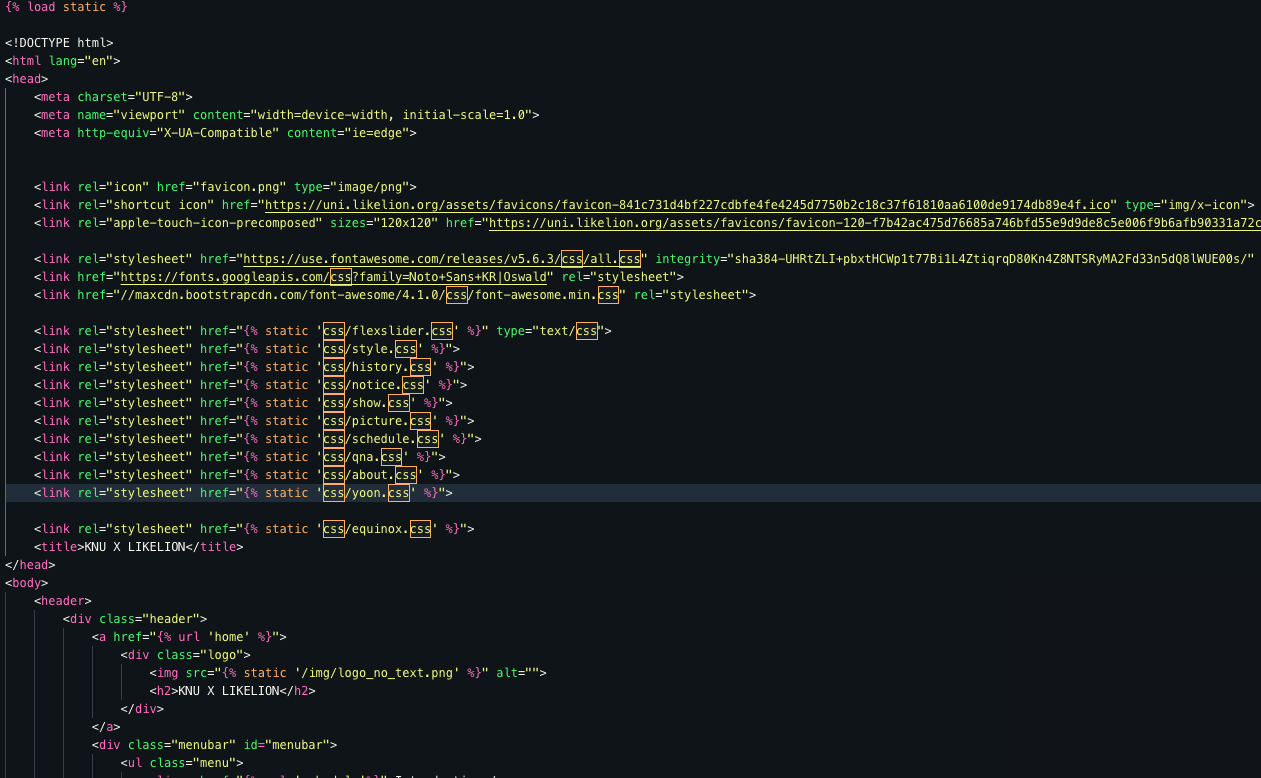 {% load static %}
<!DOCTYPE html>
<html lang="en">
<head>
<meta charset="UTF-8">
<meta name="viewport" content="width=device-width, initial-scale=1.0">
<meta http-equiv="X-UA-Compatible" content="ie=edge">
<link rel="icon" href="favicon.png" type="image/png">
<link rel="shortcut icon" href="https://uni.likelion.org/assets/favicons/favicon-841c731d4bf227cdbfe4fe4245d7750b2c18c37f61810aa6100de9174db89e4f.ico" type="img/x-icon">
<link rel="apple-touch-icon-precomposed" sizes="120x120" href="https://uni.likelion.org/assets/favicons/favicon-120-f7b42ac475d76685a746bfd55e9d9de8c5e006f9b6afb90331a72c
<link rel="stylesheet" href="https://use.fontawesome.com/releases/v5.6.3/css/all.css" integrity="sha384-UHRtZLI+pbxtHCWp1t77Bi1L4ZtiqrqD80Kn4Z8NTSRyMA2Fd33n5dQ8lWUE00s/"
<link href="https://fonts.googleapis.com/css?family=Noto+Sans+KR|Oswald" rel="stylesheet">
<link href="//maxcdn.bootstrapcdn.com/font-awesome/4.1.0/css/font-awesome.min.css" rel="stylesheet">
<link rel="stylesheet" href="{% static 'css/flexslider.css' %}" type="text/css">
<link rel="stylesheet" href="{% static 'css/style.css' %}">
<link rel="stylesheet" href="{% static 'css/history.css' %}">
<link rel="stylesheet" href="{% static 'css/notice.css' %}">
<link rel="stylesheet" href="{% static 'css/show.css' %}">
<link rel="stylesheet" href="{% static 'css/picture.css' %}">
<link rel="stylesheet" href="{% static 'css/schedule.css' %}">
<link rel="stylesheet" href="{% static 'css/qna.css' %}">
<link rel="stylesheet" href="{% static 'css/about.css' %}">
<link rel="stylesheet" href="{% static 'css/yoon.css' %}">
<link rel="stylesheet" href="{% static 'css/equinox.css' %}">
<title>KNU X LIKELION</title>
</head>
<body>
<header>
<div class="header">
<a href="{% url 'home' %}">
<div class="logo">
<img src="{% static '/img/logo_no_text.png' %}" alt="">
<h2>KNU X LIKELION</h2>
</div>
</a>
<div class="menubar" id="menubar">
<ul class="menu">